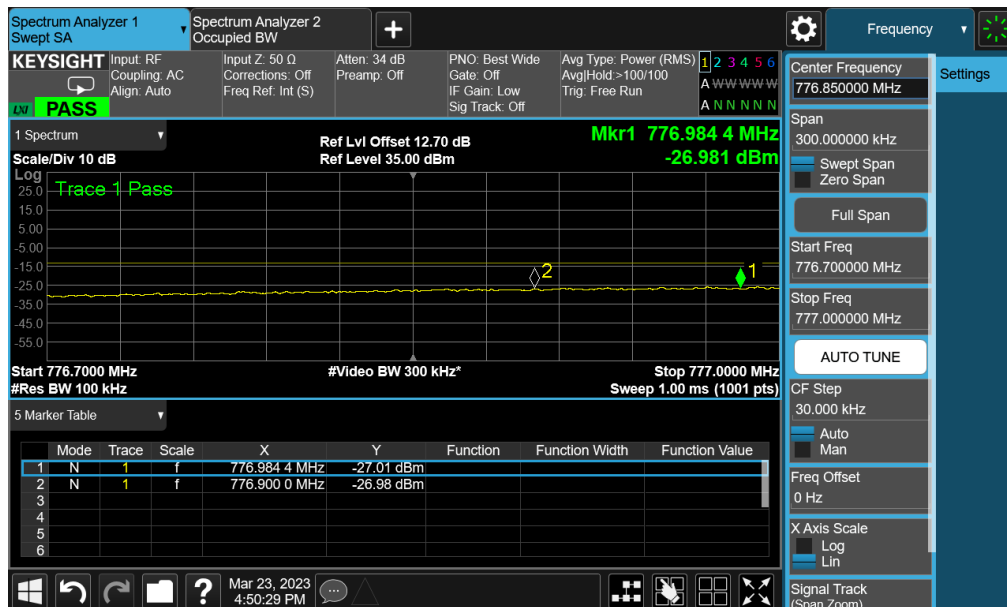 Spectrum Analyzer 1
Swept SA
Spectrum Analyzer 2
Occupied BW
Frequency
KEYSIGHT
LXI
PASS
Input: RF
Coupling: AC
Align: Auto
Input Z: 50 Ω
Corrections: Off
Freq Ref: Int (S)
Atten: 34 dB
Preamp: Off
PNO: Best Wide
Gate: Off
IF Gain: Low
Sig Track: Off
Avg Type: Power (RMS)
Avg|Hold:>100/100
Trig: Free Run
1 2 3 4 5 6
A W W W W W
A N N N N N
1 Spectrum
Scale/Div 10 dB
Ref Lvl Offset 12.70 dB
Ref Level 35.00 dBm
Mkr1 776.984 4 MHz
-26.981 dBm
Log
Trace 1 Pass
25.0
15.0
5.00
-5.00
-15.0
-25.0
-35.0
-45.0
-55.0
2
1
Start 776.7000 MHz
#Video BW 300 kHz*
Stop 777.0000 MHz
#Res BW 100 kHz
Sweep 1.00 ms (1001 pts)
5 Marker Table
Mode Trace Scale X Y Function Function Width Function Value
1 N 1 f 776.984 4 MHz -27.01 dBm
2 N 1 f 776.900 0 MHz -26.98 dBm
3
4
5
6
?
Mar 23, 2023
4:50:29 PM
Center Frequency
776.850000 MHz
Settings
Span
300.000000 kHz
Swept Span
Zero Span
Full Span
Start Freq
776.700000 MHz
Stop Freq
777.000000 MHz
AUTO TUNE
CF Step
30.000 kHz
Auto
Man
Freq Offset
0 Hz
X Axis Scale
Log
Lin
Signal Track
(Span Zoom)